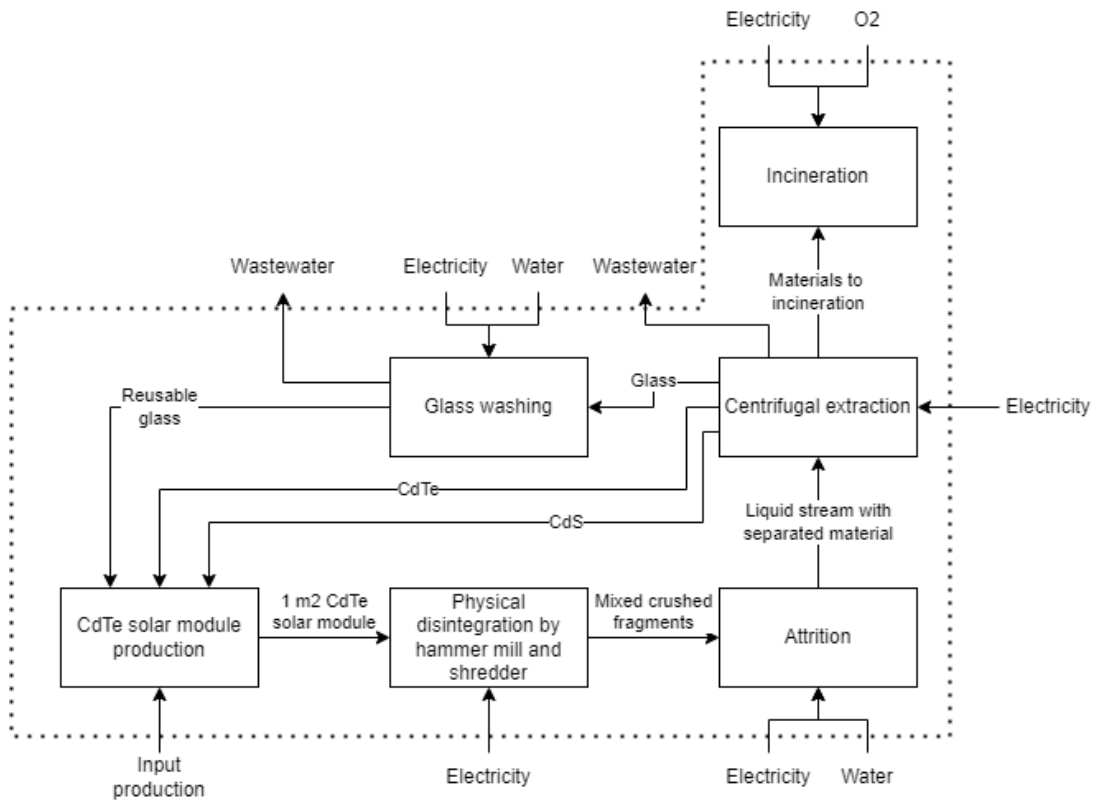 Electricity
O2
Incineration
Materials to
incineration
Wastewater
Electricity
Water
Wastewater
Reusable
glass
Glass washing
Glass
Centrifugal extraction
Electricity
CdTe
CdS
Liquid stream with
separated material
CdTe solar module
production
1 m2 CdTe
solar module
Physical
disintegration by
hammer mill and
shredder
Mixed crushed
fragments
Attrition
Input
production
Electricity
Electricity
Water